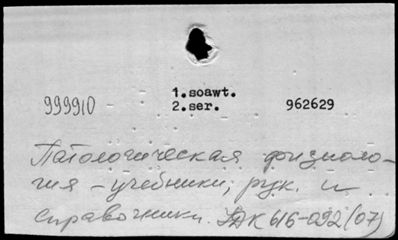 1.soawt.
999910 - 2.ser. 962629
Патологическая физиоло-
гия - учебники, рук. и
справочники. УДК 616-092(07)